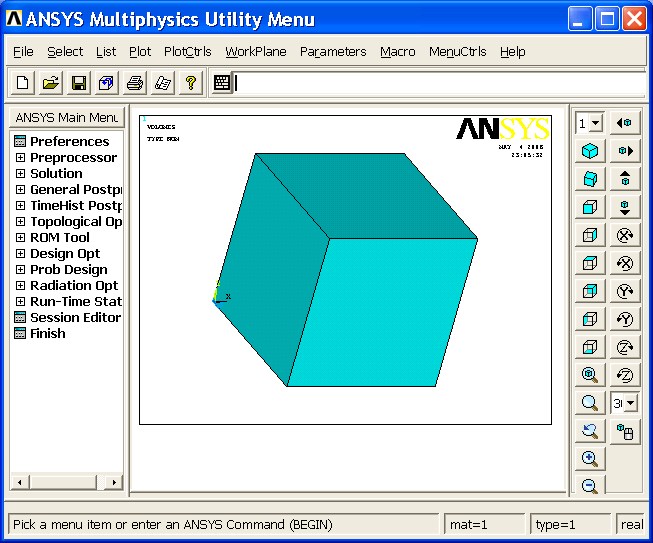 ANSYS Multiphysics Utility Menu
File Select List Plot PlotCtrls WorkPlane Parameters Macro MenuCtrls Help
ANSYS Main Menu
Preferences
Preprocessor
Solution
General Postp
TimeHist Postp
Topological Op
ROM Tool
Design Opt
Prob Design
Radiation Opt
Run-Time Stat
Session Editor
Finish
1
VOLUMES
TYPE NUM
ANSYS
MAY 4 2008
23:05:32
X
1
X
X
Y
Y
Z
Z
3
Pick a menu item or enter an ANSYS Command (BEGIN) mat=1 type=1 real